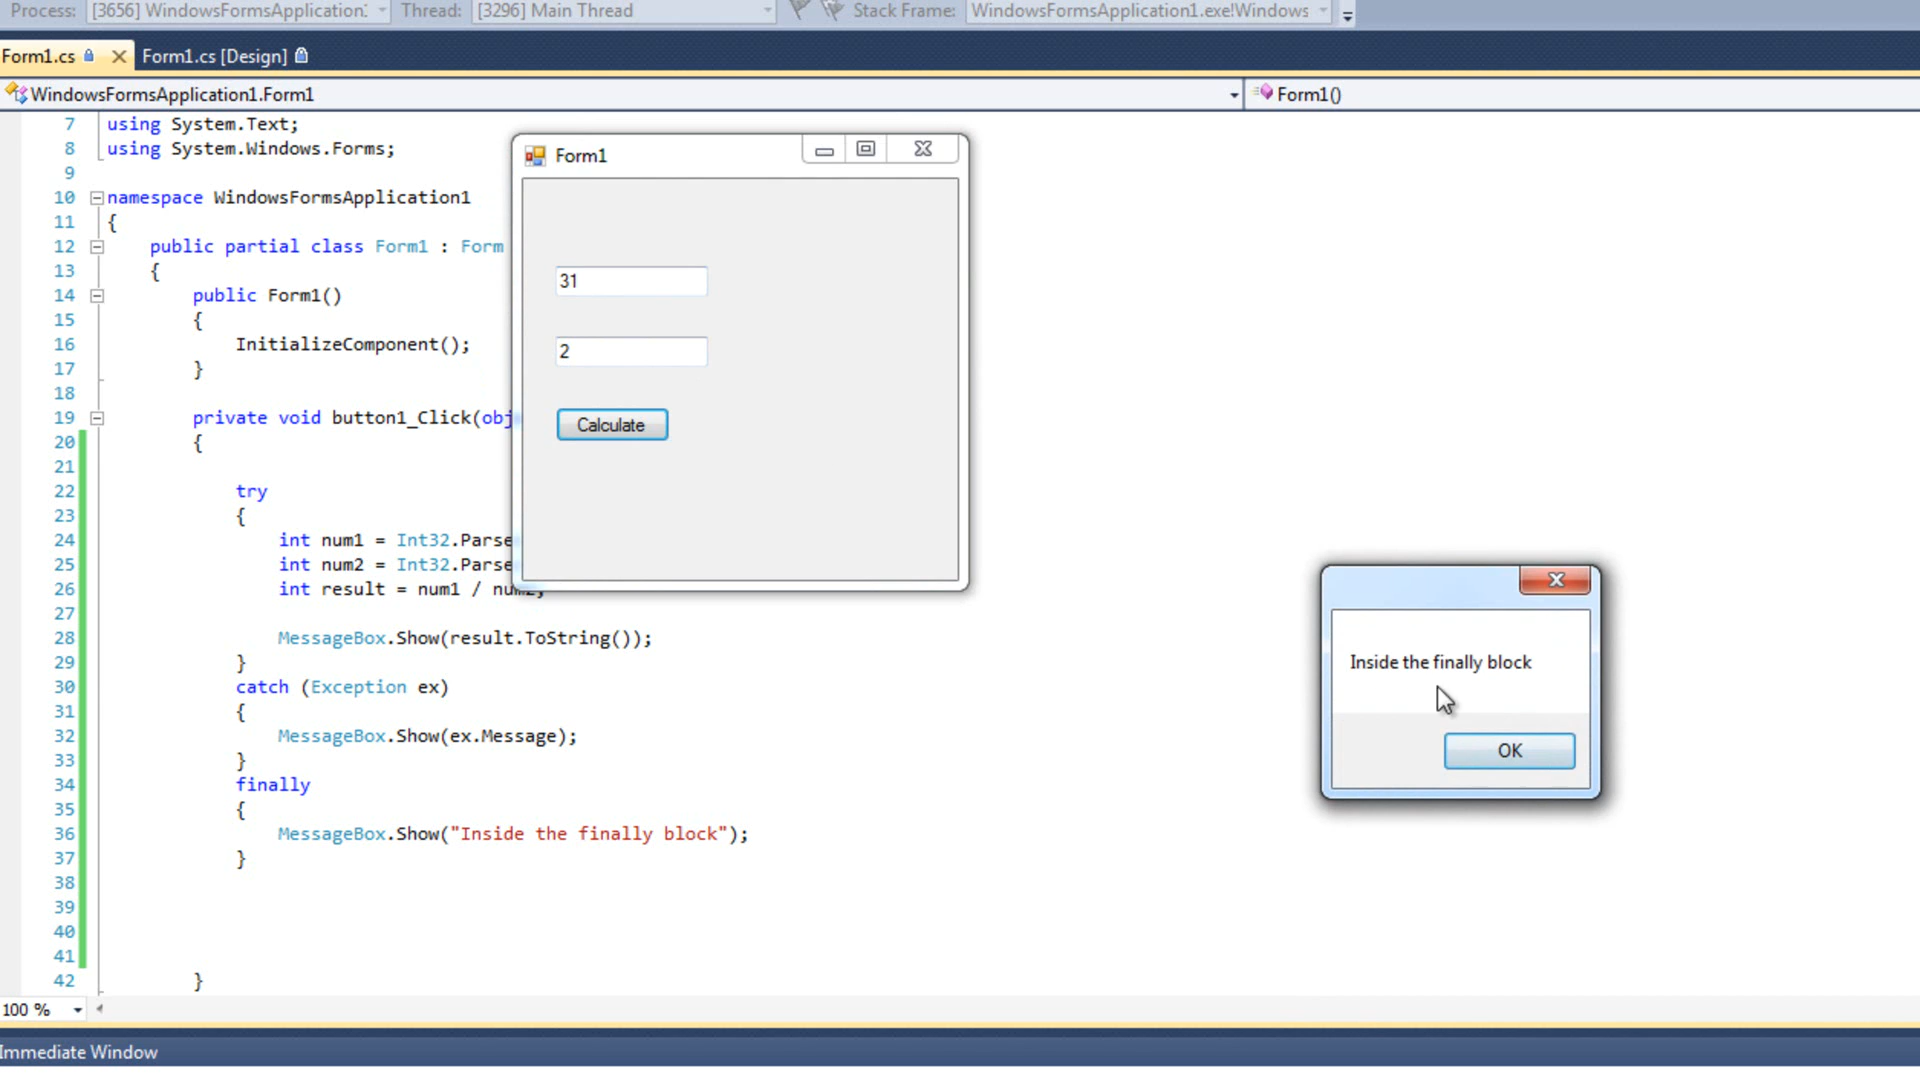 Process: [3656] WindowsFormsApplication: Thread: [3296] Main Thread Stack Frame: WindowsFormsApplication1.exe!Windows
Form1.cs Form1.cs [Design]
WindowsFormsApplication1.Form1 Form1()
7 using System.Text;
8 using System.Windows.Forms;
9
10 namespace WindowsFormsApplication1
11 {
12 public partial class Form1 : Form
13 {
14 public Form1()
15 {
16 InitializeComponent();
17 }
18
19 private void button1_Click(obj
20 {
21
22 try
23 {
24 int num1 = Int32.Parse
25 int num2 = Int32.Parse
26 int result = num1 / num2;
27
28 MessageBox.Show(result.ToString());
29 }
30 catch (Exception ex)
31 {
32 MessageBox.Show(ex.Message);
33 }
34 finally
35 {
36 MessageBox.Show("Inside the finally block");
37 }
38
39
40
41
42 }
100 %
Immediate Window
Form1
31
2
Calculate
Inside the finally block
OK